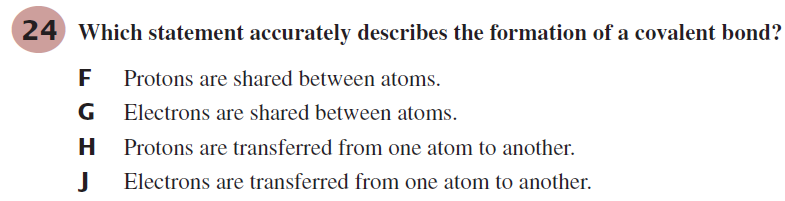 24 Which statement accurately describes the formation of a covalent bond?
F Protons are shared between atoms.
G Electrons are shared between atoms.
H Protons are transferred from one atom to another.
J Electrons are transferred from one atom to another.